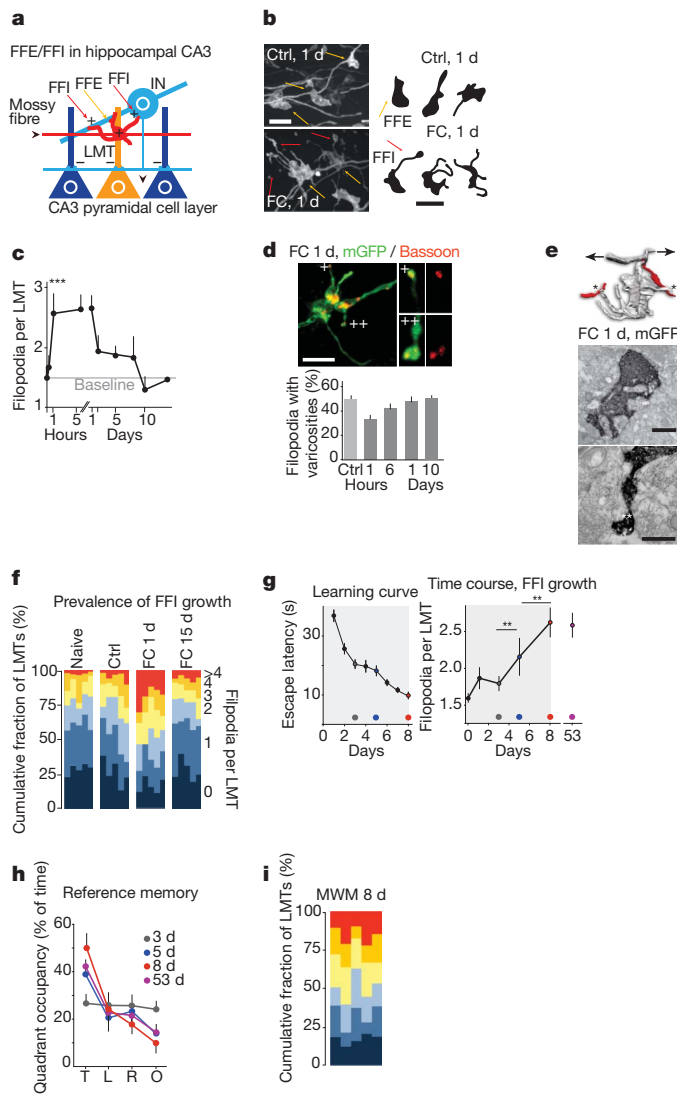 a
FFE/FFI in hippocampal CA3
FFI FFE FFI IN
Mossy
fibre
+ + +
LMT
– – –
CA3 pyramidal cell layer
b
Ctrl, 1 d
FC, 1 d
Ctrl, 1 d
FFE
FC, 1 d
FFI
c
Filopodia per LMT
3
2
1
***
Baseline
1 5 1 5 10
Hours Days
d
FC 1 d, mGFP / Bassoon
+
++
+
++
Filopodia with
varicosities (%)
60
40
20
0
Ctrl 1 6 1 10
Hours Days
e
* *
FC 1 d, mGFP
**
f
Prevalence of FFI growth
Naive
Ctrl
FC 1 d
FC 15 d
Cumulative fraction of LMTs (%)
100
75
50
25
0
>4
4
3
2
1
0
Filpodia per LMT
g
Learning curve
Escape latency (s)
30
10
0 2 4 6 8
Days
Time course, FFI growth
Filopodia per LMT
2.5
2.0
1.5
**
**
0 2 4 6 8 53
Days
h
Reference memory
Quadrant occupancy (% of time)
60
40
20
0
3 d
5 d
8 d
53 d
T L R O
i
MWM 8 d
Cumulative fraction of LMTs (%)
100
75
50
25
0